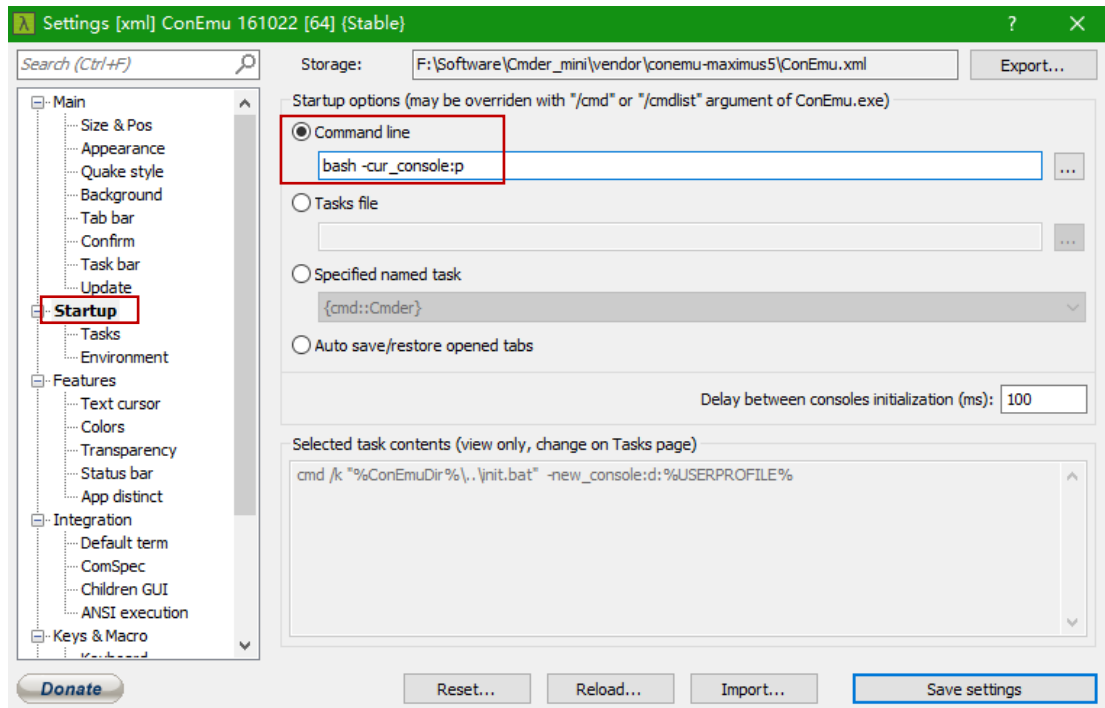 Settings [xml] ConEmu 161022 [64] {Stable}
?
Search (Ctrl+F)
Storage:
F:\Software\Cmder_mini\vendor\conemu-maximus5\ConEmu.xml
Export...
Main
Size & Pos
Appearance
Quake style
Background
Tab bar
Confirm
Task bar
Update
Startup
Tasks
Environment
Features
Text cursor
Colors
Transparency
Status bar
App distinct
Integration
Default term
ComSpec
Children GUI
ANSI execution
Keys & Macro
Startup options (may be overriden with "/cmd" or "/cmdlist" argument of ConEmu.exe)
Command line
bash -cur_console:p
...
Tasks file
...
Specified named task
{cmd::Cmder}
Auto save/restore opened tabs
Delay between consoles initialization (ms):
100
Selected task contents (view only, change on Tasks page)
cmd /k "%ConEmuDir%\..\init.bat" -new_console:d:%USERPROFILE%
Donate
Reset...
Reload...
Import...
Save settings